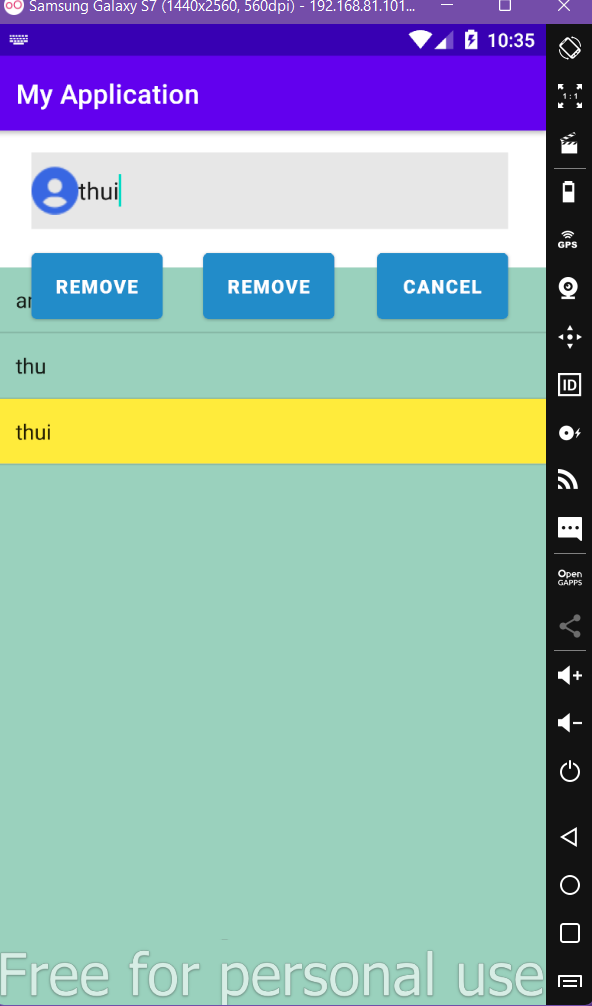 Samsung Galaxy S7 (1440x2560, 560dpi) - 192.168.81.101...
10:35
My Application
1 : 1
thui
GPS
REMOVE REMOVE CANCEL
thu
ID
thui
Open
GAPPS
Free for personal use